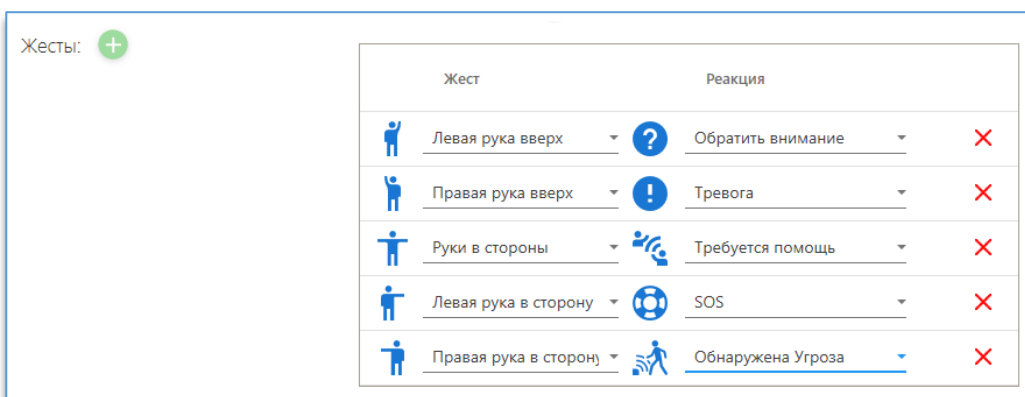 Жесты:
Жест Реакция
Левая рука вверх Обратить внимание
Правая рука вверх Тревога
Руки в стороны Требуется помощь
Левая рука в сторону SOS
Правая рука в сторону Обнаружена Угроза